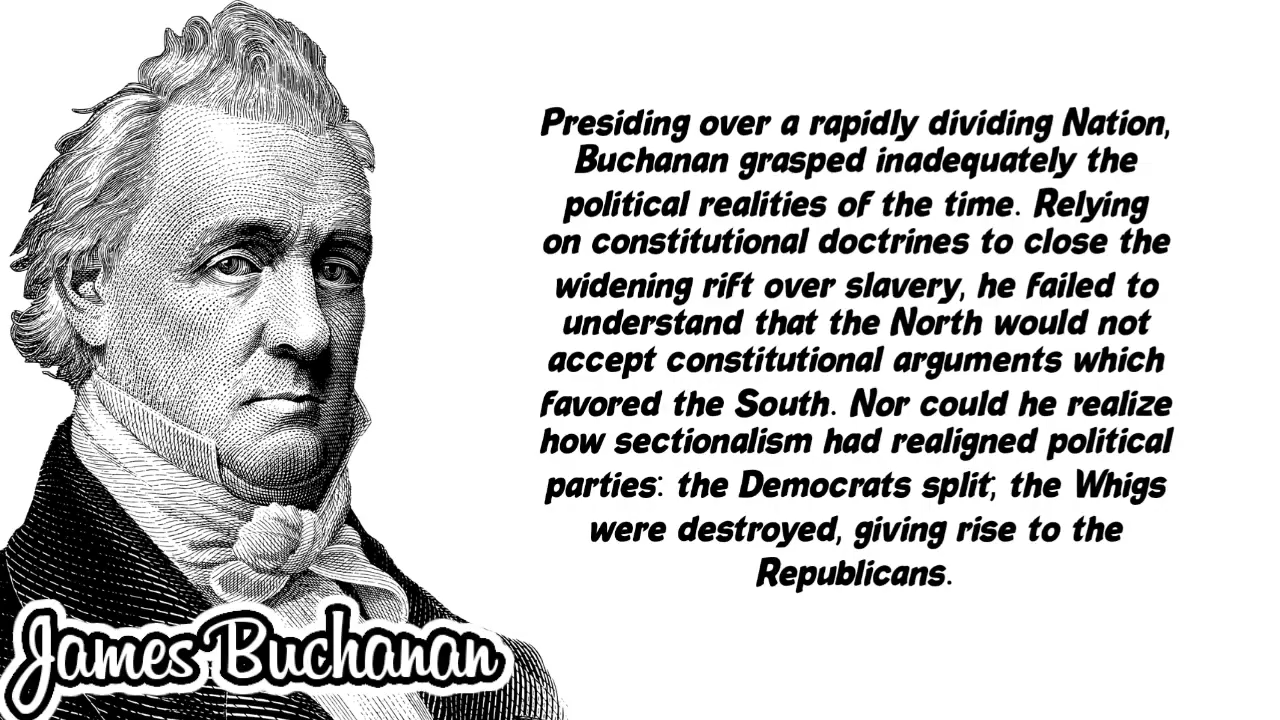 Presiding over a rapidly dividing Nation,
Buchanan grasped inadequately the
political realities of the time. Relying
on constitutional doctrines to close the
widening rift over slavery, he failed to
understand that the North would not
accept constitutional arguments which
favored the South. Nor could he realize
how sectionalism had realigned political
parties: the Democrats split; the Whigs
were destroyed, giving rise to the
Republicans.
James Buchanan